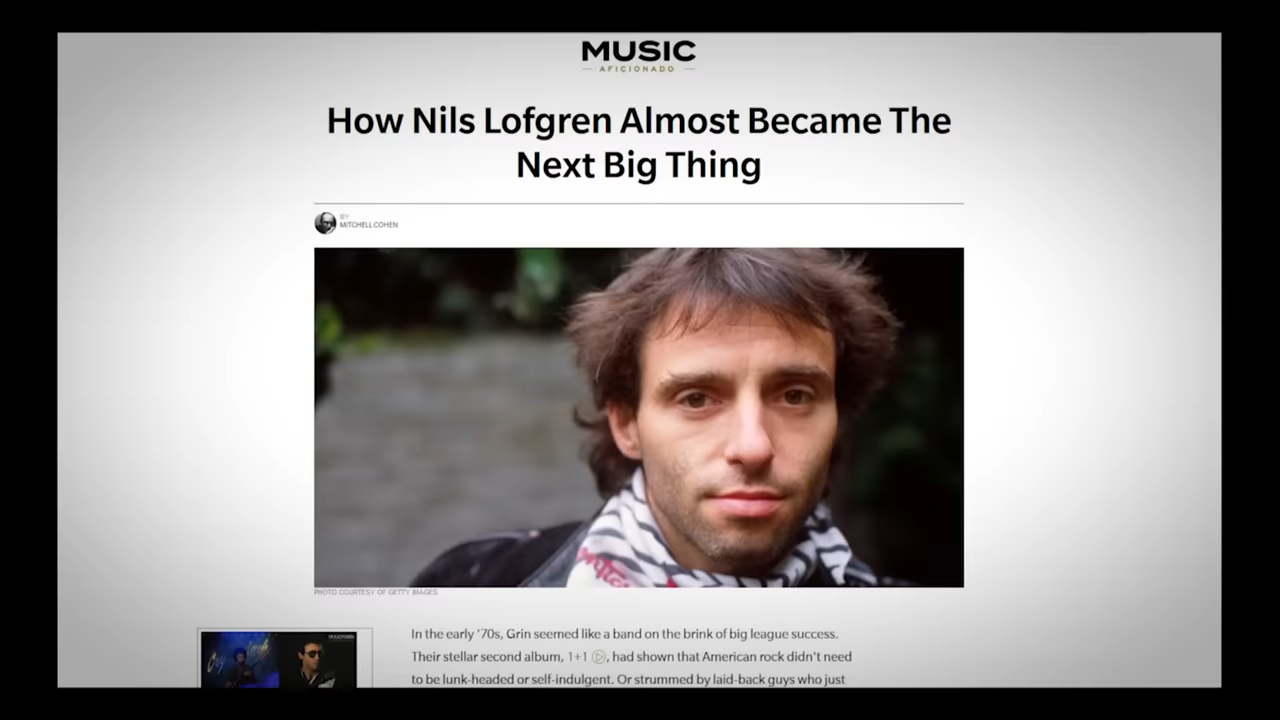 MUSIC
AFICIONADO
How Nils Lofgren Almost Became The
Next Big Thing
BY
MITCHELL COHEN
PHOTO COURTESY OF GETTY IMAGES
In the early '70s, Grin seemed like a band on the brink of big league success.
Their stellar second album, 1+1, had shown that American rock didn't need
to be lunk-headed or self-indulgent. Or strummed by laid-back guys who just